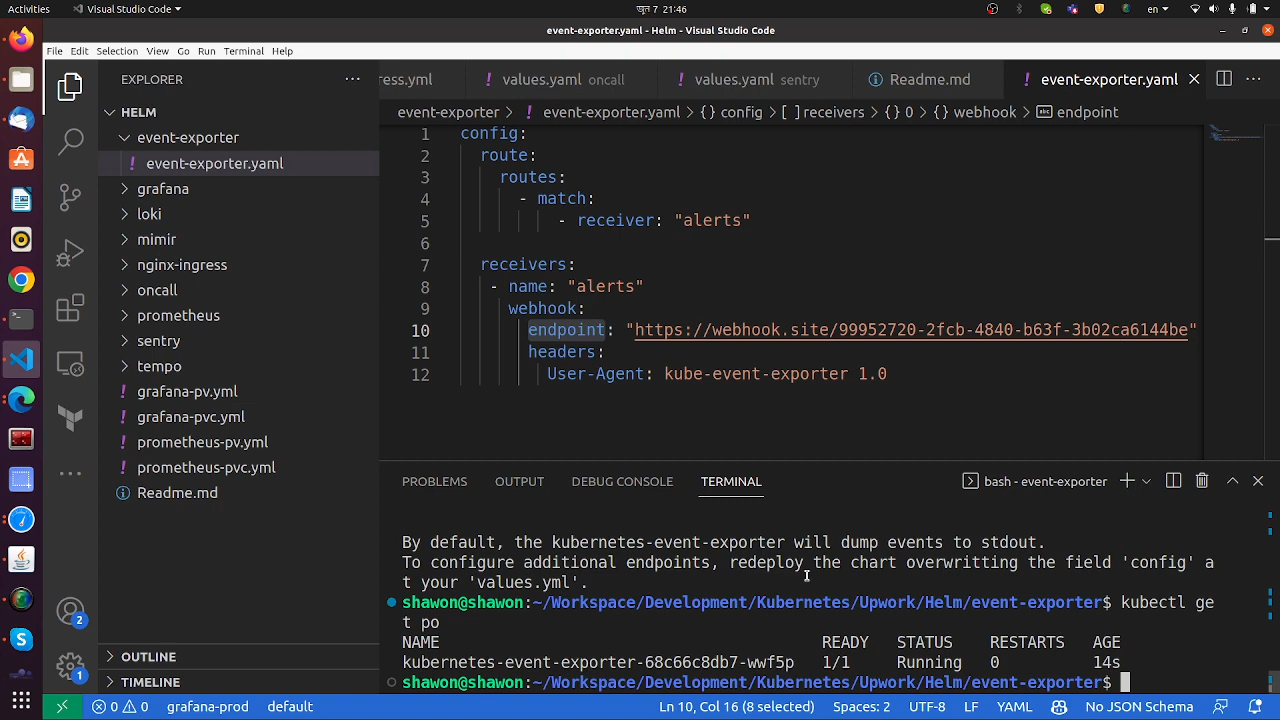 Activities
Visual Studio Code
জুন 7 21:46
en
event-exporter.yaml - Helm - Visual Studio Code
File Edit Selection View Go Run Terminal Help
EXPLORER
ress.yml
! values.yaml oncall
! values.yaml sentry
Readme.md
! event-exporter.yaml
HELM
event-exporter > ! event-exporter.yaml > {} config > [ ] receivers > {} 0 > {} webhook > endpoint
event-exporter
! event-exporter.yaml
grafana
loki
mimir
nginx-ingress
oncall
prometheus
sentry
tempo
! grafana-pv.yml
! grafana-pvc.yml
! prometheus-pv.yml
! prometheus-pvc.yml
Readme.md
OUTLINE
TIMELINE
2
1
1 config:
2 route:
3 routes:
4 - match:
5 - receiver: "alerts"
6
7 receivers:
8 - name: "alerts"
9 webhook:
10 endpoint: "https://webhook.site/99952720-2fcb-4840-b63f-3b02ca6144be"
11 headers:
12 User-Agent: kube-event-exporter 1.0
PROBLEMS OUTPUT DEBUG CONSOLE TERMINAL
bash - event-exporter
By default, the kubernetes-event-exporter will dump events to stdout.
To configure additional endpoints, redeploy the chart overwritting the field 'config' a
t your 'values.yml'.
shawon@shawon:~/Workspace/Development/Kubernetes/Upwork/Helm/event-exporter$ kubectl ge
t po
NAME READY STATUS RESTARTS AGE
kubernetes-event-exporter-68c66c8db7-wwf5p 1/1 Running 0 14s
shawon@shawon:~/Workspace/Development/Kubernetes/Upwork/Helm/event-exporter$
0 0 grafana-prod default
Ln 10, Col 16 (8 selected) Spaces: 2 UTF-8 LF YAML No JSON Schema